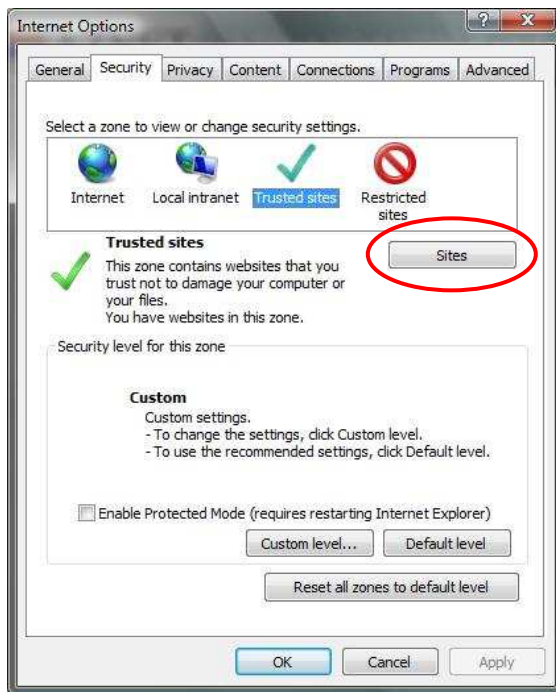 Internet Options
General Security Privacy Content Connections Programs Advanced
Select a zone to view or change security settings.
Internet Local intranet Trusted sites Restricted sites
Trusted sites
Sites
This zone contains websites that you
trust not to damage your computer or
your files.
You have websites in this zone.
Security level for this zone
Custom
Custom settings.
- To change the settings, click Custom level.
- To use the recommended settings, click Default level.
Enable Protected Mode (requires restarting Internet Explorer)
Custom level... Default level
Reset all zones to default level
OK Cancel Apply